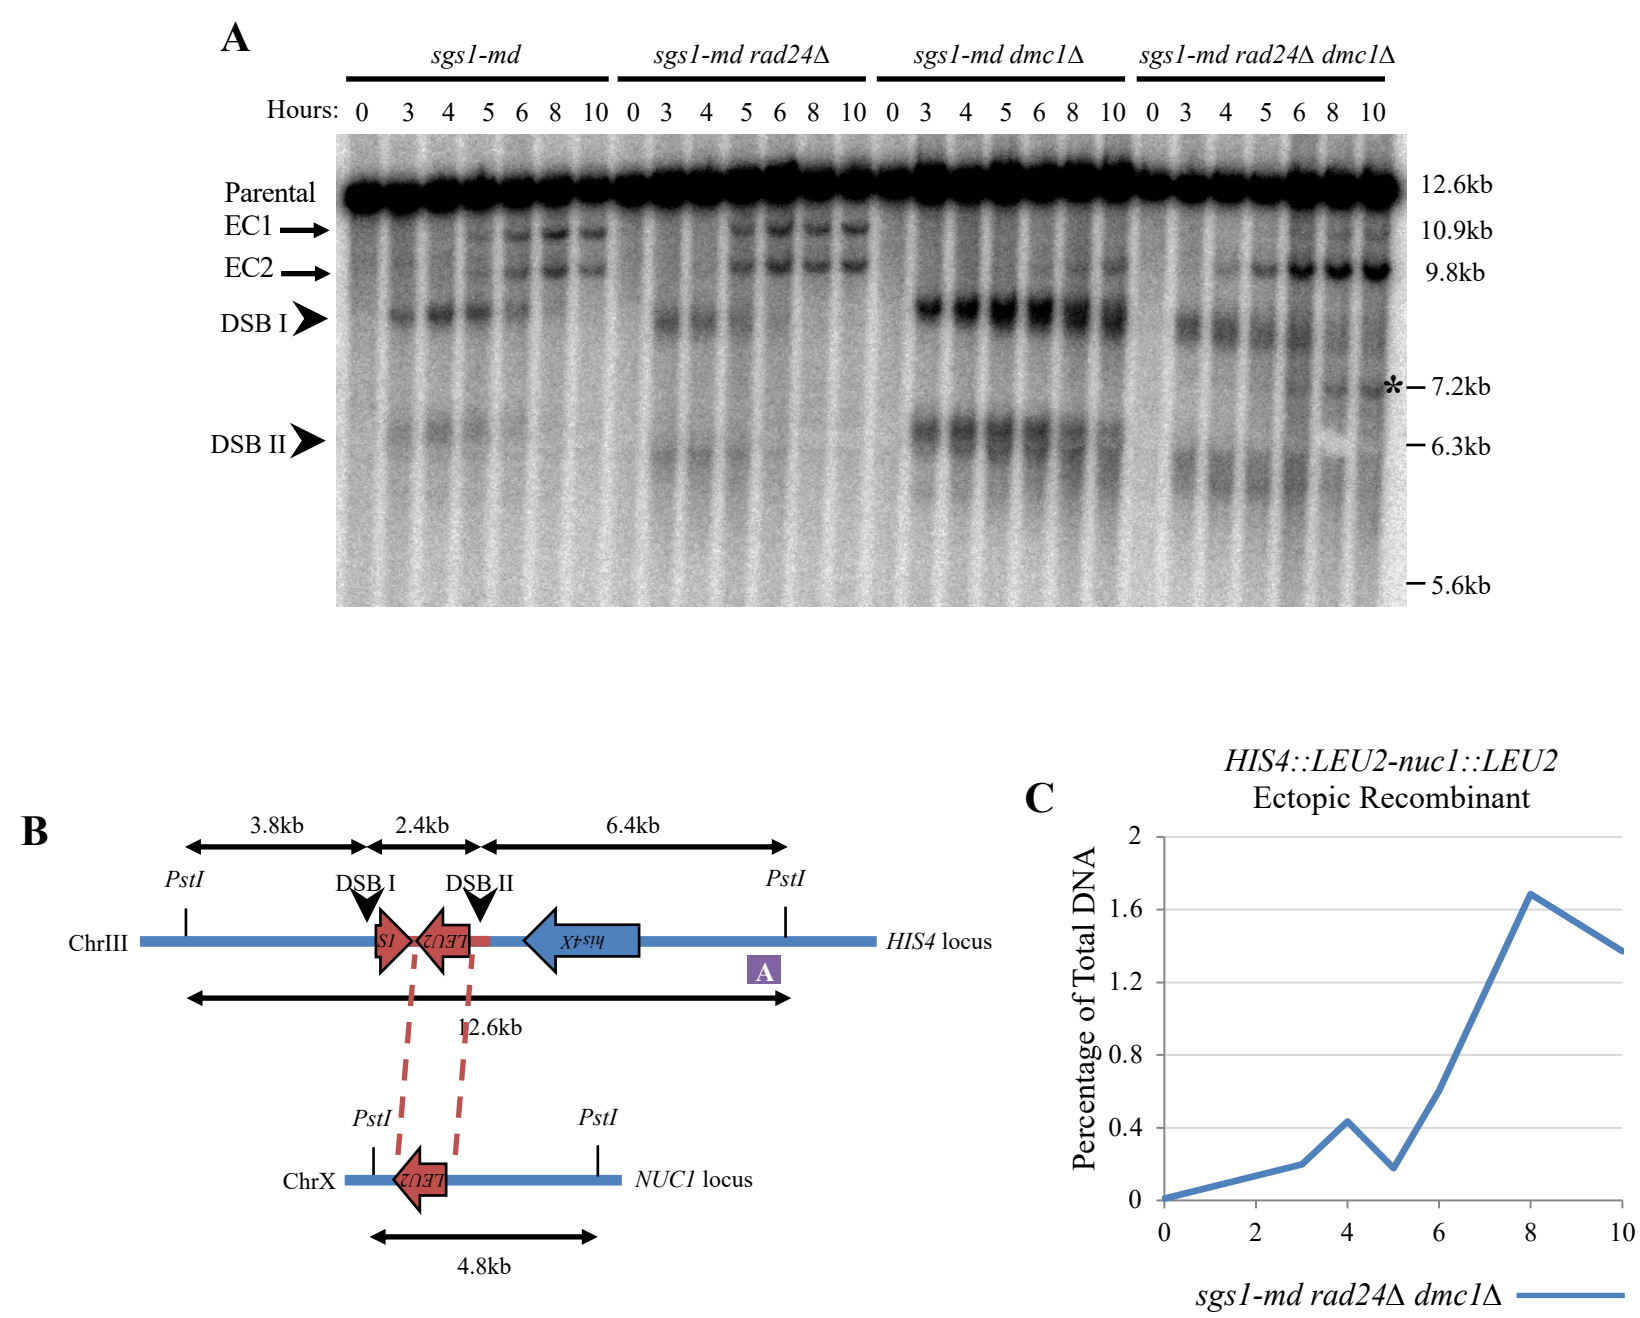 A
sgs1-md
sgs1-md rad24Δ
sgs1-md dmc1Δ
sgs1-md rad24Δ dmc1Δ
Hours: 0 3 4 5 6 8 10 0 3 4 5 6 8 10 0 3 4 5 6 8 10 0 3 4 5 6 8 10
Parental
12.6kb
EC1
10.9kb
EC2
9.8kb
DSB I
* 7.2kb
DSB II
6.3kb
5.6kb
B
3.8kb 2.4kb 6.4kb
PstI DSB I DSB II PstI
ChrIII IS LEU2 his4X HIS4 locus
A
12.6kb
PstI PstI
ChrX LEU2 NUC1 locus
4.8kb
C
HIS4::LEU2-nuc1::LEU2
Ectopic Recombinant
Percentage of Total DNA
2
1.6
1.2
0.8
0.4
0
0 2 4 6 8 10
sgs1-md rad24Δ dmc1Δ